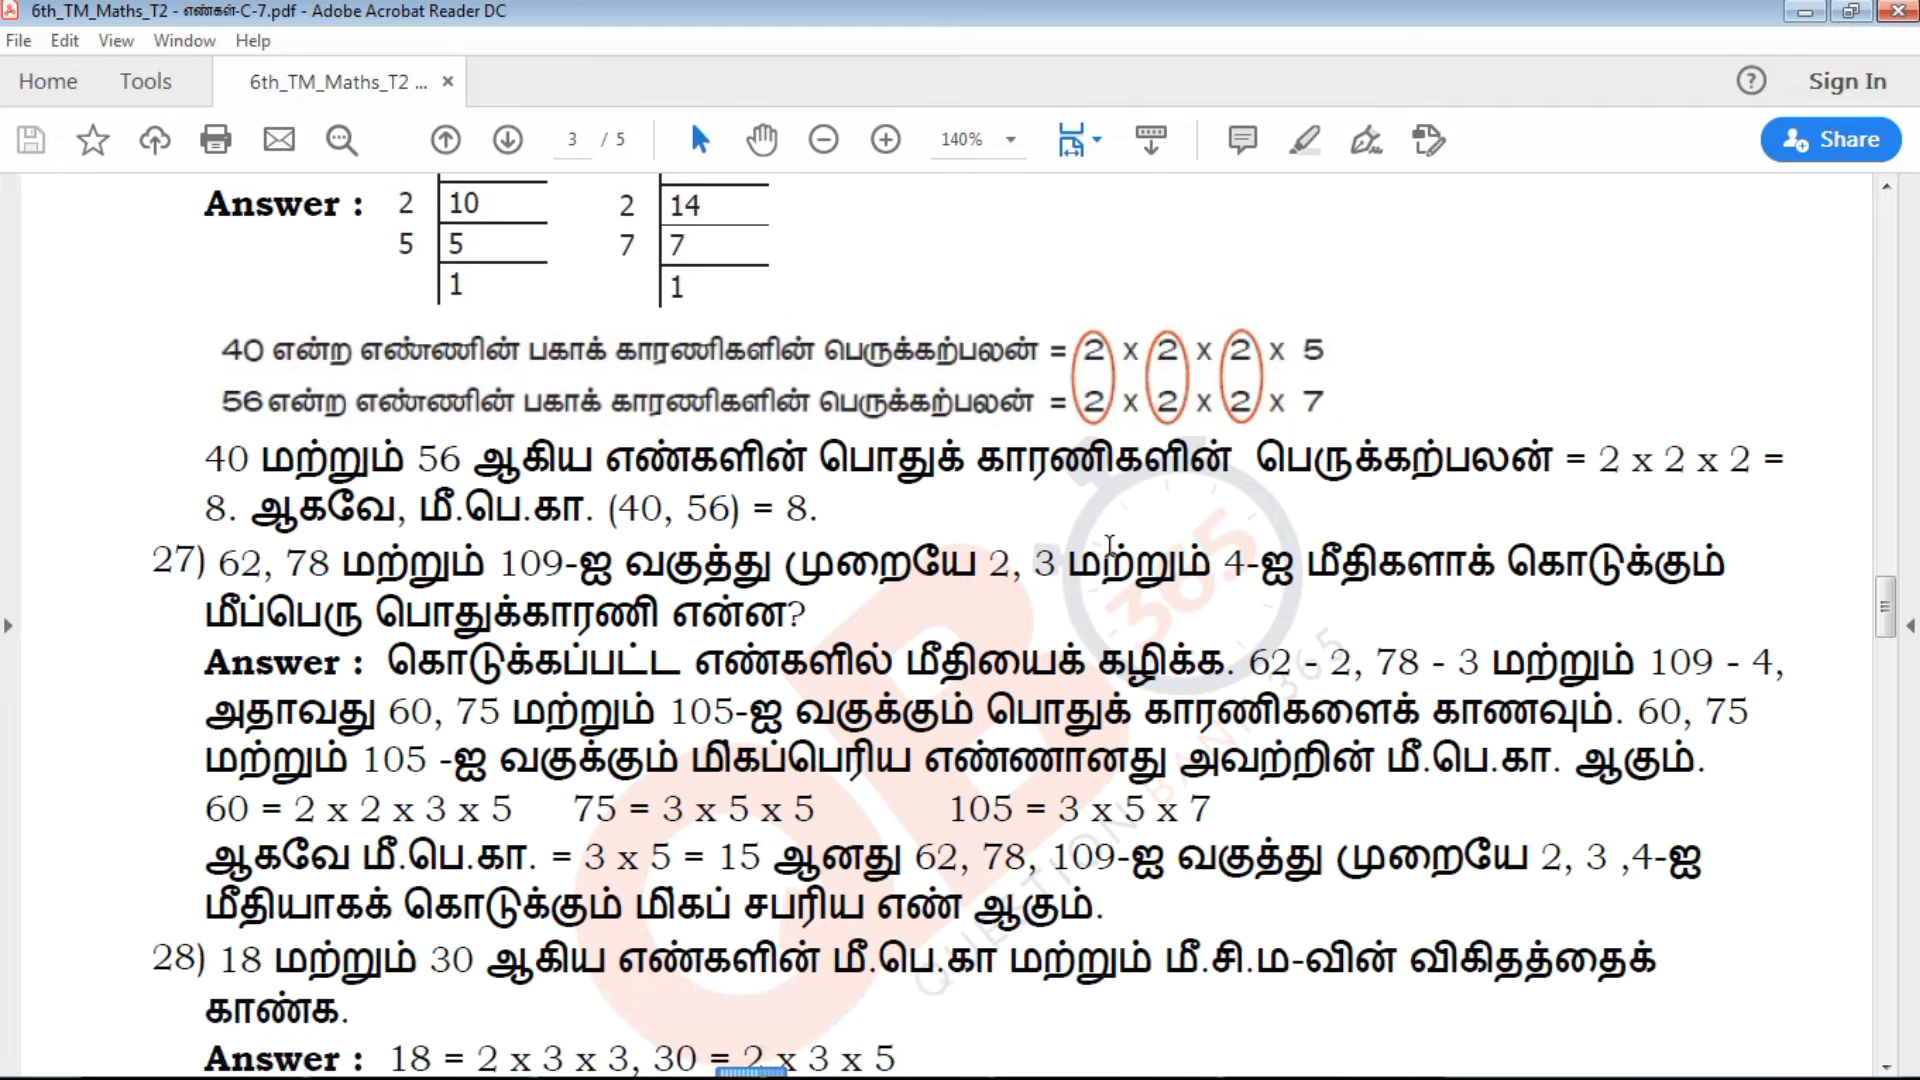 6th_TM_Maths_T2 - எண்கள்-C-7.pdf - Adobe Acrobat Reader DC
File Edit View Window Help
Home Tools 6th_TM_Maths_T2 ... × Sign In
3 / 5 140% Share
Answer : 2 10 2 14
5 5 7 7
1 1
40 என்ற எண்ணின் பகாக் காரணிகளின் பெருக்கற்பலன் = 2 x 2 x 2 x 5
56 என்ற எண்ணின் பகாக் காரணிகளின் பெருக்கற்பலன் = 2 x 2 x 2 x 7
40 மற்றும் 56 ஆகிய எண்களின் பொதுக் காரணிகளின் பெருக்கற்பலன் = 2 x 2 x 2 =
8. ஆகவே, மீ.பெ.கா. (40, 56) = 8.
27) 62, 78 மற்றும் 109-ஐ வகுத்து முறையே 2, 3 மற்றும் 4-ஐ மீதிகளாக் கொடுக்கும்
மீப்பெரு பொதுக்காரணி என்ன?
Answer : கொடுக்கப்பட்ட எண்களில் மீதியைக் கழிக்க. 62 - 2, 78 - 3 மற்றும் 109 - 4,
அதாவது 60, 75 மற்றும் 105-ஐ வகுக்கும் பொதுக் காரணிகளைக் காணவும். 60, 75
மற்றும் 105 -ஐ வகுக்கும் மிகப்பெரிய எண்ணானது அவற்றின் மீ.பெ.கா. ஆகும்.
60 = 2 x 2 x 3 x 5 75 = 3 x 5 x 5 105 = 3 x 5 x 7
ஆகவே மீ.பெ.கா. = 3 x 5 = 15 ஆனது 62, 78, 109-ஐ வகுத்து முறையே 2, 3 ,4-ஐ
மீதியாகக் கொடுக்கும் மிகப் சபரிய எண் ஆகும்.
28) 18 மற்றும் 30 ஆகிய எண்களின் மீ.பெ.கா மற்றும் மீ.சி.ம-வின் விகிதத்தைக்
காண்க.
Answer : 18 = 2 x 3 x 3, 30 = 2 x 3 x 5
365
QUESTION BANK 365